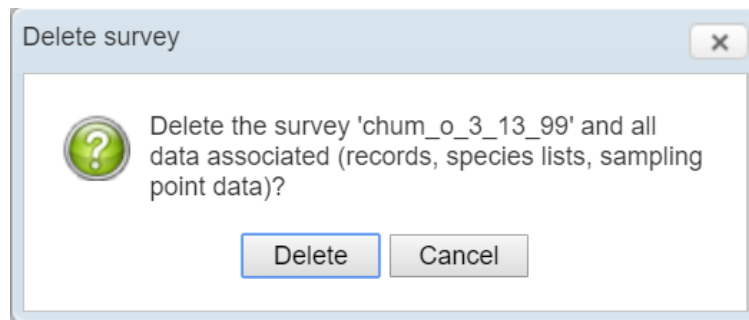 Delete survey
Delete the survey 'chum_o_3_13_99' and all
data associated (records, species lists, sampling
point data)?
Delete
Cancel